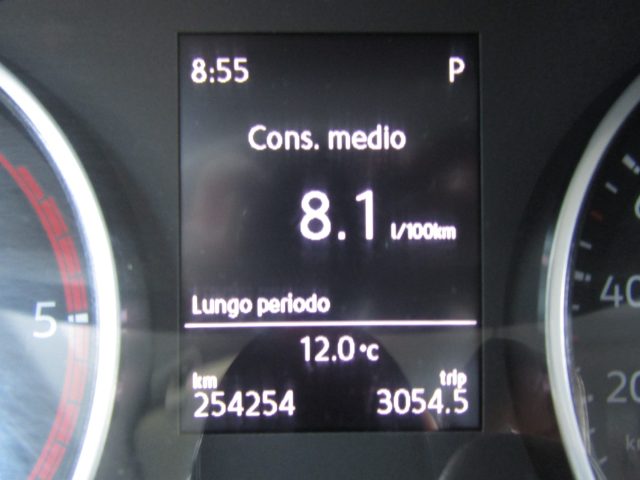 8:55 P
Cons. medio
8.1 l/100km
Lungo periodo
12.0 °C
km trip
254254 3054.5
5
40
20